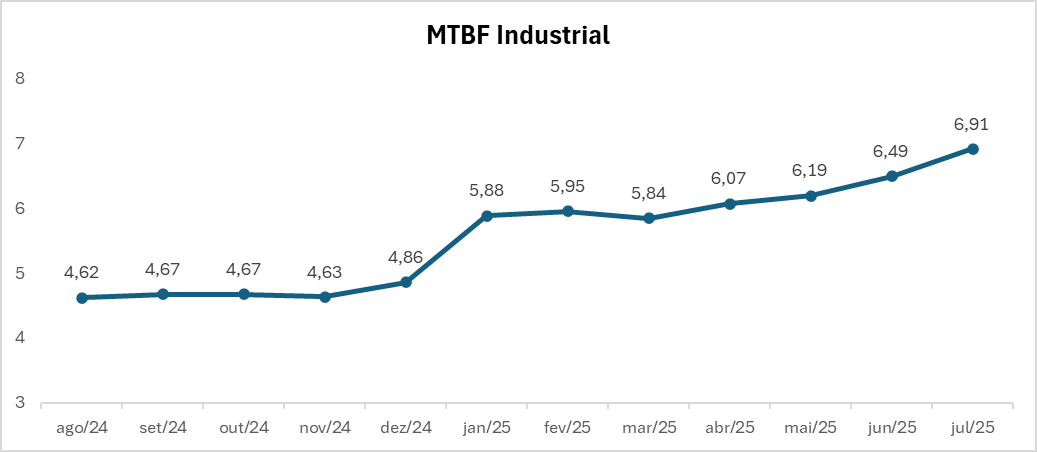 MTBF Industrial
8
7
6
5
4
3
4,62
4,67
4,67
4,63
4,86
5,88
5,95
5,84
6,07
6,19
6,49
6,91
ago/24
set/24
out/24
nov/24
dez/24
jan/25
fev/25
mar/25
abr/25
mai/25
jun/25
jul/25